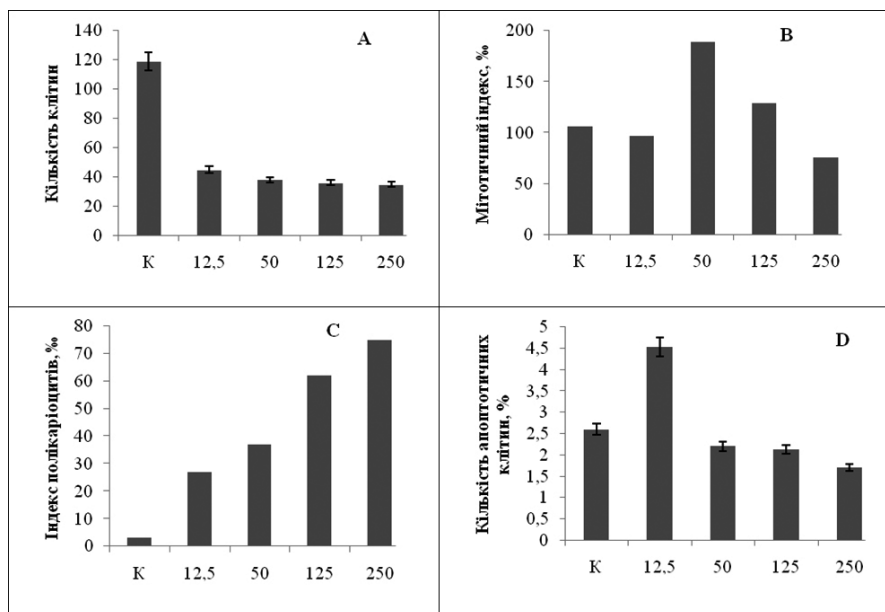 A
Кількість клітин
140
120
100
80
60
40
20
0
К 12,5 50 125 250
B
Мітотичний індекс, ‰
200
150
100
50
0
К 12,5 50 125 250
C
Індекс полікаріоцитів,‰
80
70
60
50
40
30
20
10
0
К 12,5 50 125 250
D
Кількість апоптотичних
клітин, %
5
4,5
4
3,5
3
2,5
2
1,5
1
0,5
0
К 12,5 50 125 250